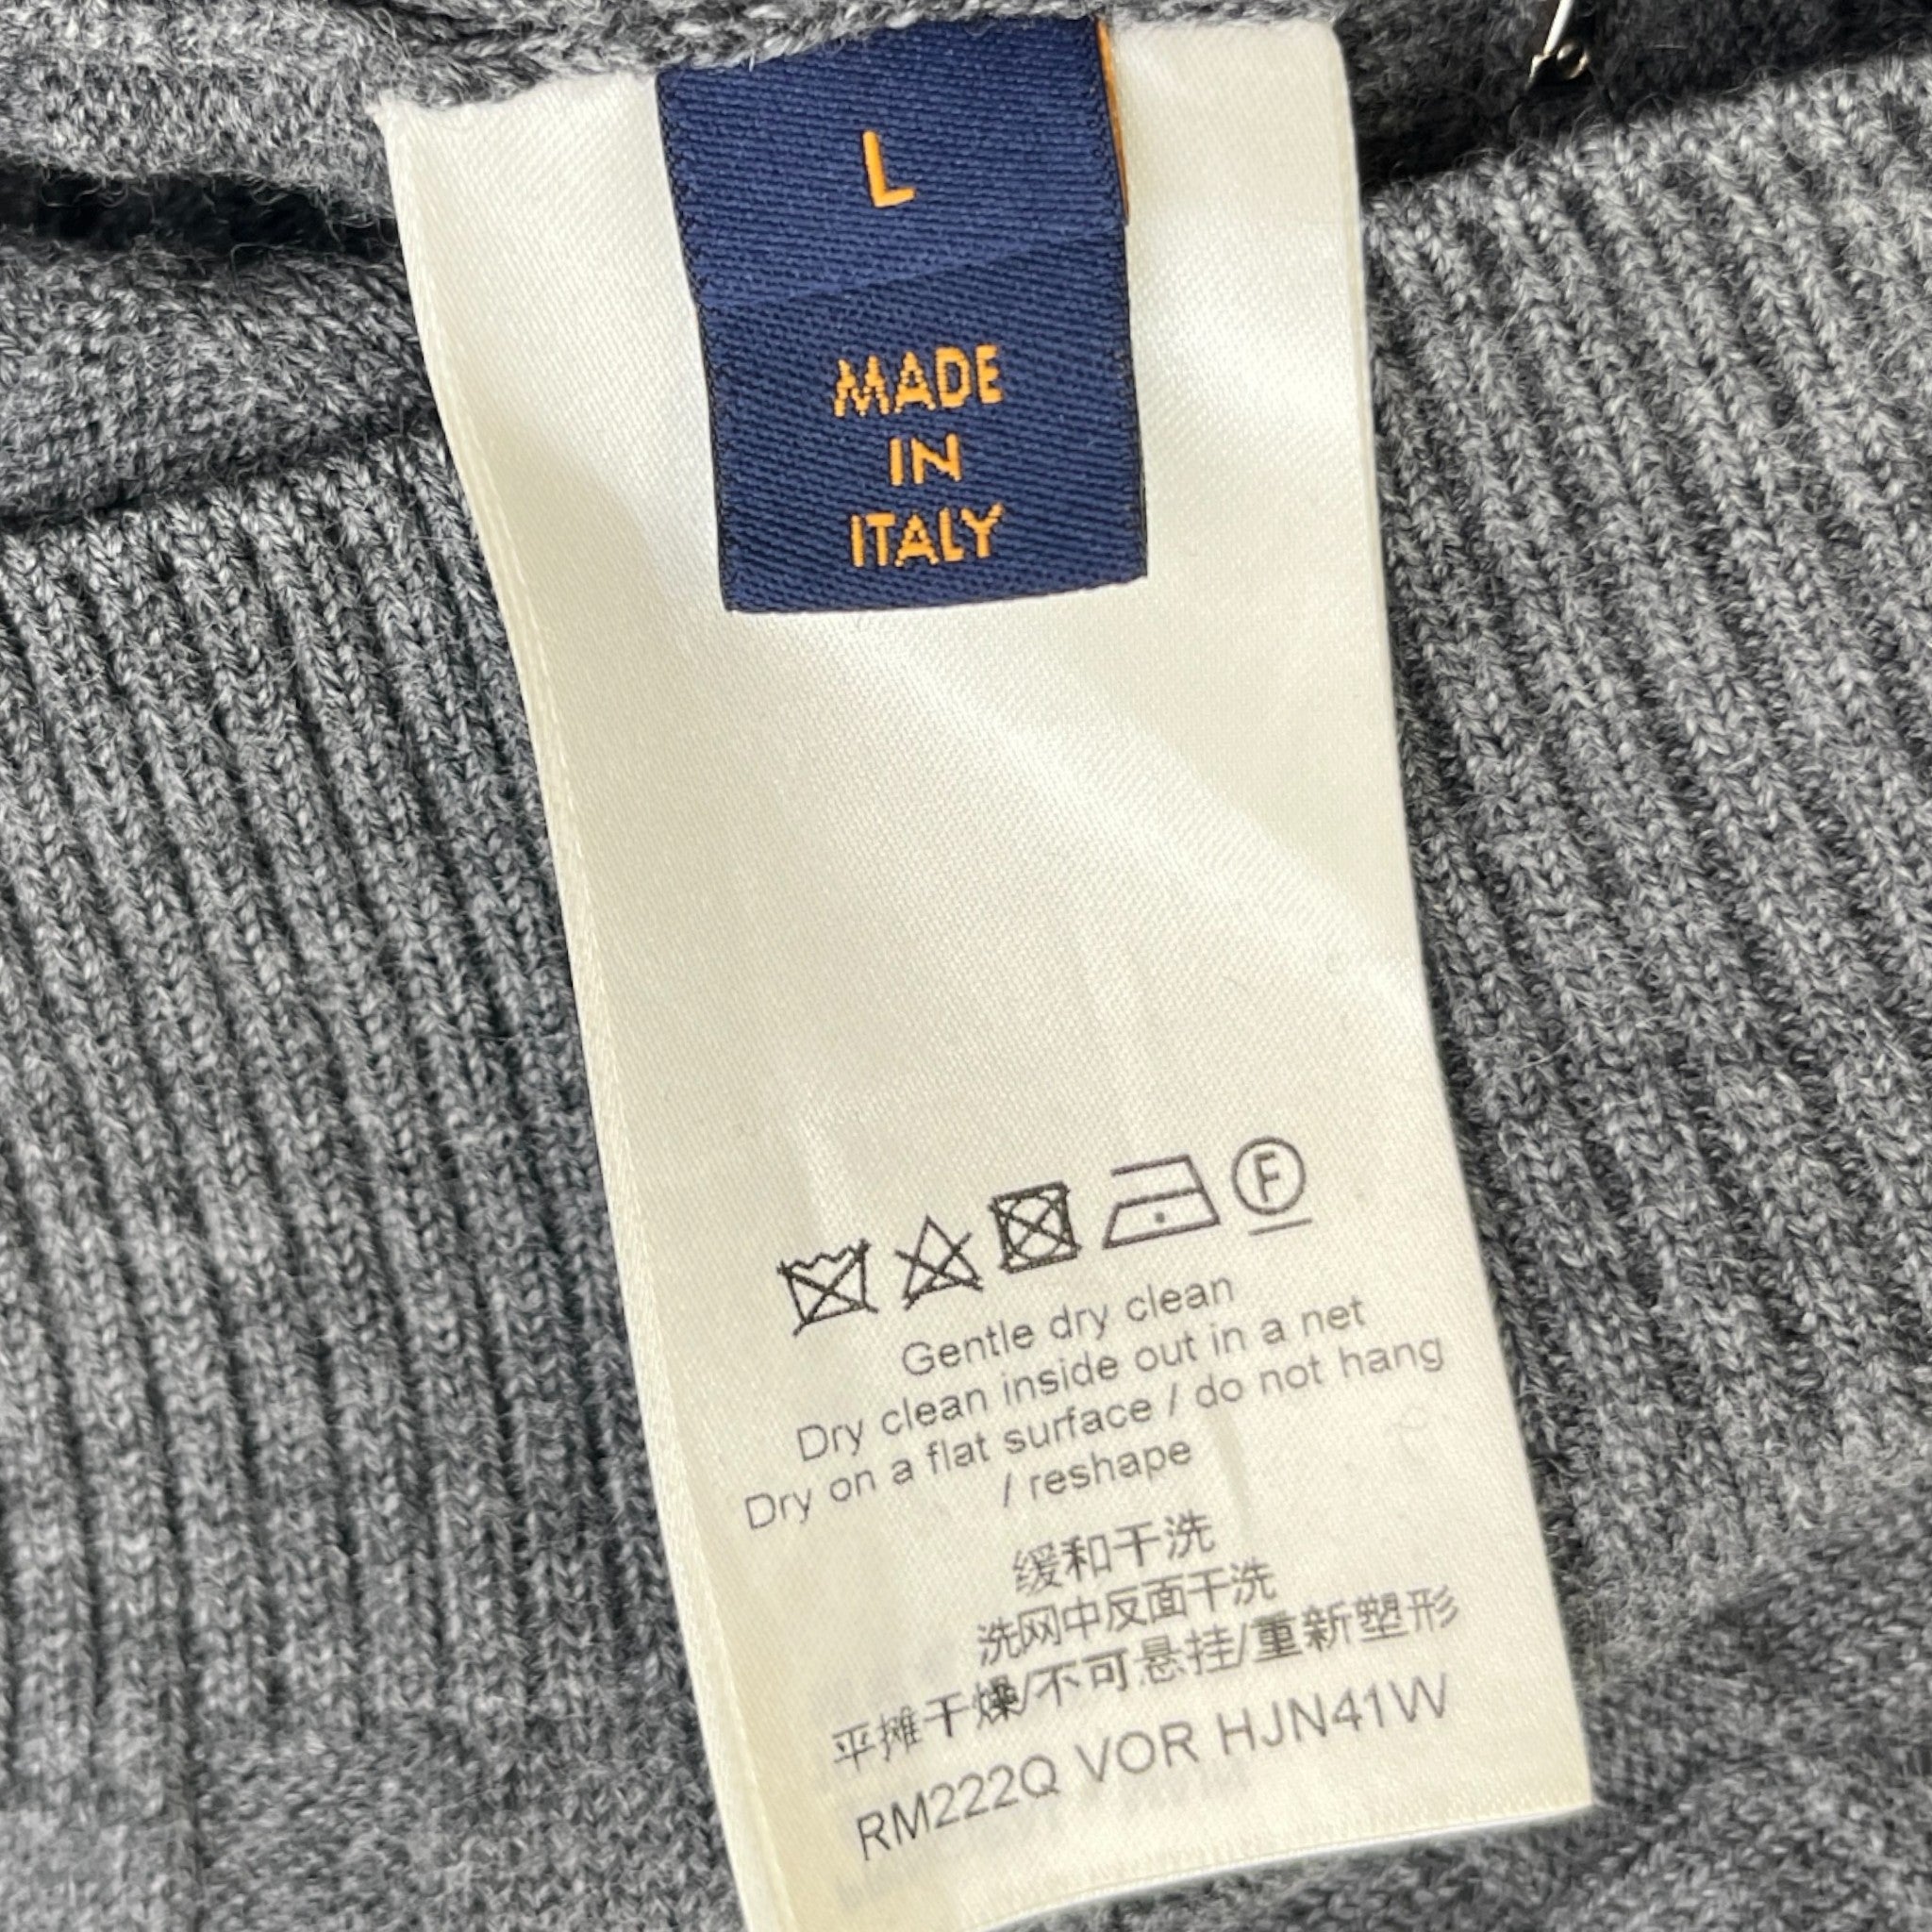 L
MADE
IN
ITALY
F
Gentle dry clean
Dry clean inside out in a net
Dry on a flat surface / do not hang
/ reshape
缓和干洗
洗网中反面干洗
平摊干燥/不可悬挂/重新塑形
RM222Q VOR HJN41W